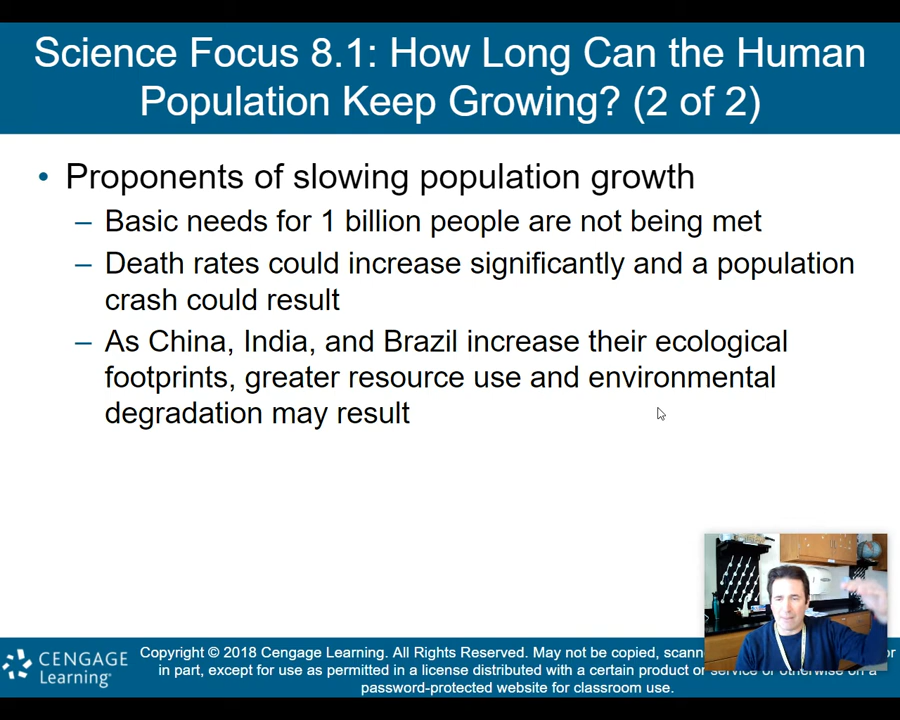 Science Focus 8.1: How Long Can the Human
Population Keep Growing? (2 of 2)
• Proponents of slowing population growth
– Basic needs for 1 billion people are not being met
– Death rates could increase significantly and a population
crash could result
– As China, India, and Brazil increase their ecological
footprints, greater resource use and environmental
degradation may result
CENGAGE
Learning®
Copyright © 2018 Cengage Learning. All Rights Reserved. May not be copied,
in part, except for use as permitted in a license distributed with a certain product or service or otherwise on a
password-protected website for classroom use.